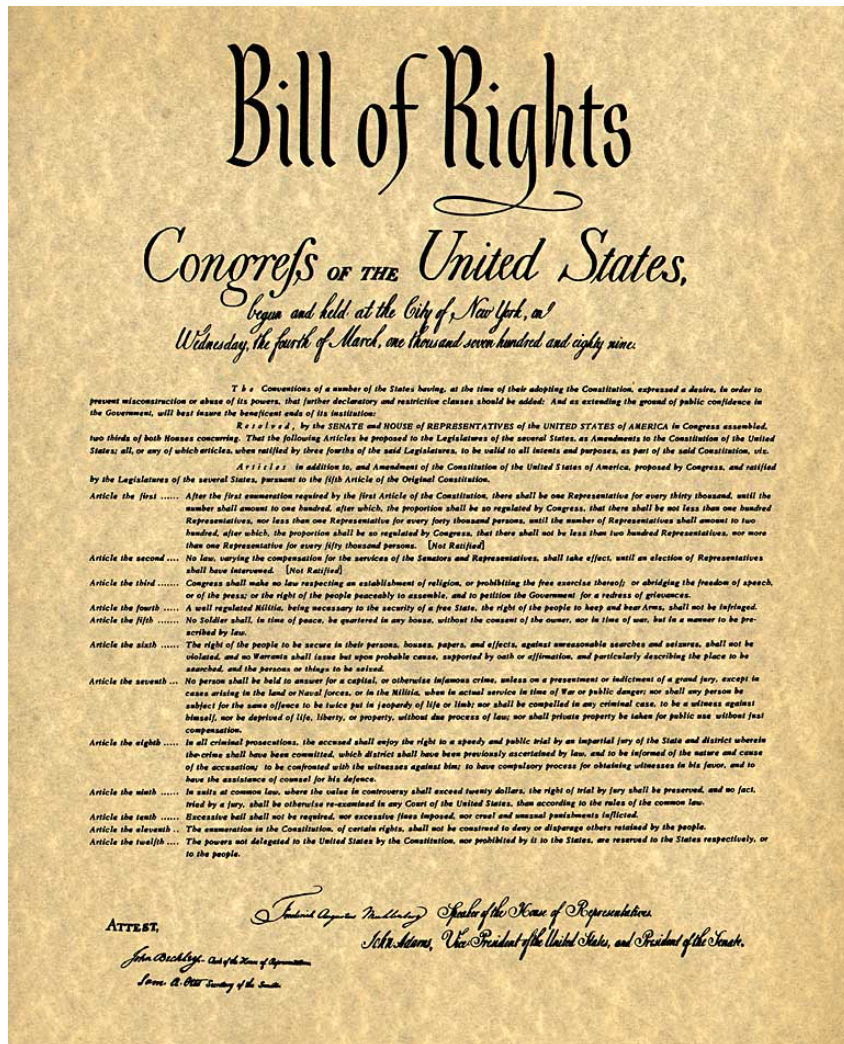 Bill of Rights
Congreſs OF THE United States,
begun and held at the City of New York, on
Wednesday, the fourth of March, one thousand seven hundred and eighty nine.
The Conventions of a number of the States having, at the time of their adopting the Constitution, expressed a desire, in order to
prevent misconstruction or abuse of its powers, that further declaratory and restrictive clauses should be added: And as extending the ground of public confidence in
the Government, will best insure the beneficent ends of its institution:
Resolved, by the SENATE and HOUSE of REPRESENTATIVES of the UNITED STATES of AMERICA in Congress assembled,
two thirds of both Houses concurring. That the following Articles be proposed to the Legislatures of the several States, as Amendments to the Constitution of the United
States; all, or any of which articles, when ratified by three fourths of the said Legislatures, to be valid to all intents and purposes, as part of the said Constitution, viz.
Articles in addition to, and Amendment of the Constitution of the United States of America, proposed by Congress, and ratified
by the Legislatures of the several States, pursuant to the fifth Article of the Original Constitution.
Article the first ...... After the first enumeration required by the first Article of the Constitution, there shall be one Representative for every thirty thousand, until the
number shall amount to one hundred, after which, the proportion shall be so regulated by Congress, that there shall be not less than one hundred
Representatives, nor less than one Representative for every forty thousand persons, until the number of Representatives shall amount to two
hundred, after which, the proportion shall be so regulated by Congress, that there shall not be less than two hundred Representatives, nor more
than one Representative for every fifty thousand persons. [Not Ratified]
Article the second .... No law, varying the compensation for the services of the Senators and Representatives, shall take effect, until an election of Representatives
shall have intervened. [Not Ratified]
Article the third ....... Congress shall make no law respecting an establishment of religion, or prohibiting the free exercise thereof; or abridging the freedom of speech,
or of the press; or the right of the people peaceably to assemble, and to petition the Government for a redress of grievances.
Article the fourth ..... A well regulated Militia, being necessary to the security of a free State, the right of the people to keep and bear Arms, shall not be infringed.
Article the fifth ....... No Soldier shall, in time of peace, be quartered in any house, without the consent of the owner, nor in time of war, but in a manner to be pre-
scribed by law.
Article the sixth ....... The right of the people to be secure in their persons, houses, papers, and effects, against unreasonable searches and seizures, shall not be
violated, and no Warrants shall issue but upon probable cause, supported by oath or affirmation, and particularly describing the place to be
searched, and the persons or things to be seized.
Article the seventh ... No person shall be held to answer for a capital, or otherwise infamous crime, unless on a presentment or indictment of a grand jury, except in
cases arising in the land or Naval forces, or in the Militia, when in actual service in time of War or public danger; nor shall any person be
subject for the same offence to be twice put in jeopardy of life or limb; nor shall be compelled in any criminal case, to be a witness against
himself, nor be deprived of life, liberty, or property, without due process of law; nor shall private property be taken for public use without just
compensation.
Article the eighth ..... In all criminal prosecutions, the accused shall enjoy the right to a speedy and public trial by an impartial jury of the State and district wherein
the crime shall have been committed, which district shall have been previously ascertained by law, and to be informed of the nature and cause
of the accusation; to be confronted with the witnesses against him; to have compulsory process for obtaining witnesses in his favor, and to
have the assistance of counsel for his defence.
Article the ninth ...... In suits at common law, where the value in controversy shall exceed twenty dollars, the right of trial by jury shall be preserved, and no fact,
tried by a jury, shall be otherwise re-examined in any Court of the United States, than according to the rules of the common law.
Article the tenth ...... Excessive bail shall not be required, nor excessive fines imposed, nor cruel and unusual punishments inflicted.
Article the eleventh .. The enumeration in the Constitution, of certain rights, shall not be construed to deny or disparage others retained by the people.
Article the twelfth .... The powers not delegated to the United States by the Constitution, nor prohibited by it to the States, are reserved to the States respectively, or
to the people.
Frederick Augustus Muhlenberg Speaker of the House of Representatives.
ATTEST,
John Adams, Vice President of the United States, and President of the Senate.
John Beckley, Clerk of the House of Representatives.
Sam. A. Otis Secretary of the Senate.